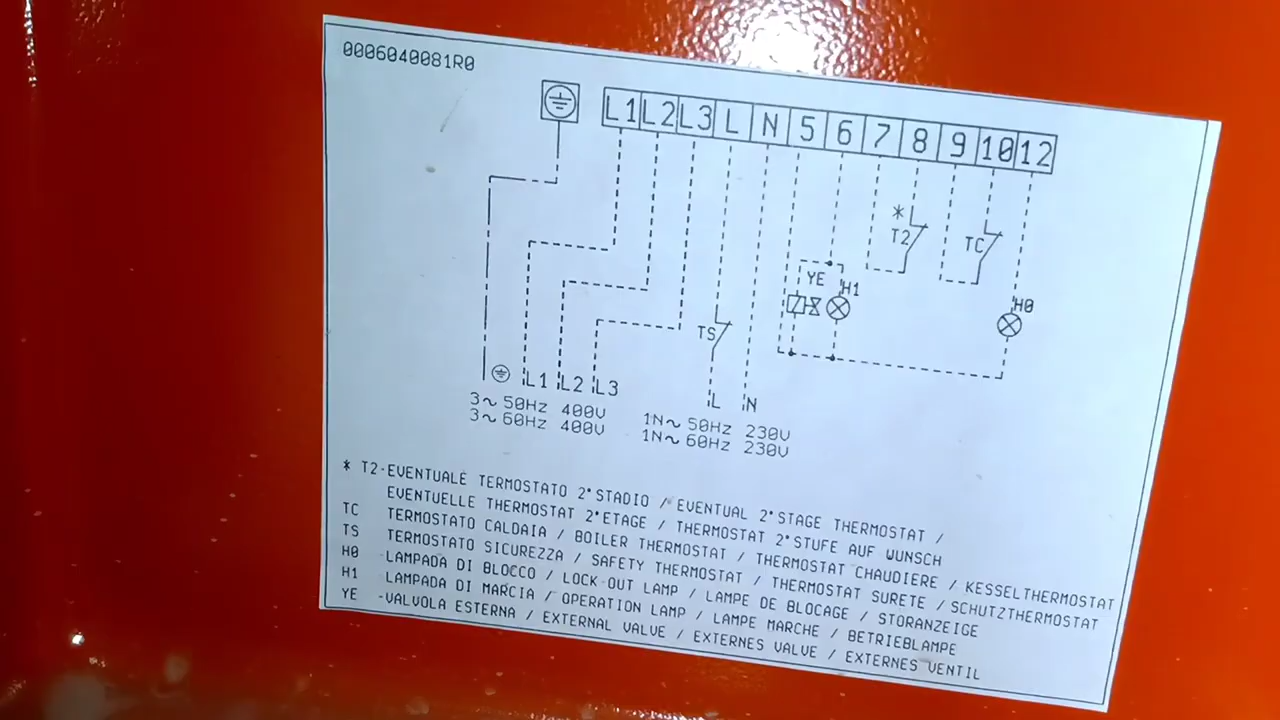 0006040081R0
L1 L2 L3 L N 5 6 7 8 9 10 12
*
T2 TC
YE H1 H0
TS
L1 L2 L3 L N
3~ 50Hz 400V 1N~ 50Hz 230V
3~ 60Hz 400V 1N~ 60Hz 230V
* T2-EVENTUALE TERMOSTATO 2°STADIO / EVENTUAL 2°STAGE THERMOSTAT /
EVENTUELLE THERMOSTAT 2°ETAGE / THERMOSTAT 2°STUFE AUF WUNSCH
TC TERMOSTATO CALDAIA / BOILER THERMOSTAT / THERMOSTAT CHAUDIERE / KESSELTHERMOSTAT
TS TERMOSTATO SICUREZZA / SAFETY THERMOSTAT / THERMOSTAT SURETE / SCHUTZTHERMOSTAT
H0 -LAMPADA DI BLOCCO / LOCK-OUT LAMP / LAMPE DE BLOCAGE / STORANZEIGE
H1 LAMPADA DI MARCIA / OPERATION LAMP / LAMPE MARCHE / BETRIEBLAMPE
YE -VALVOLA ESTERNA / EXTERNAL VALVE / EXTERNES VALVE / EXTERNES VENTIL